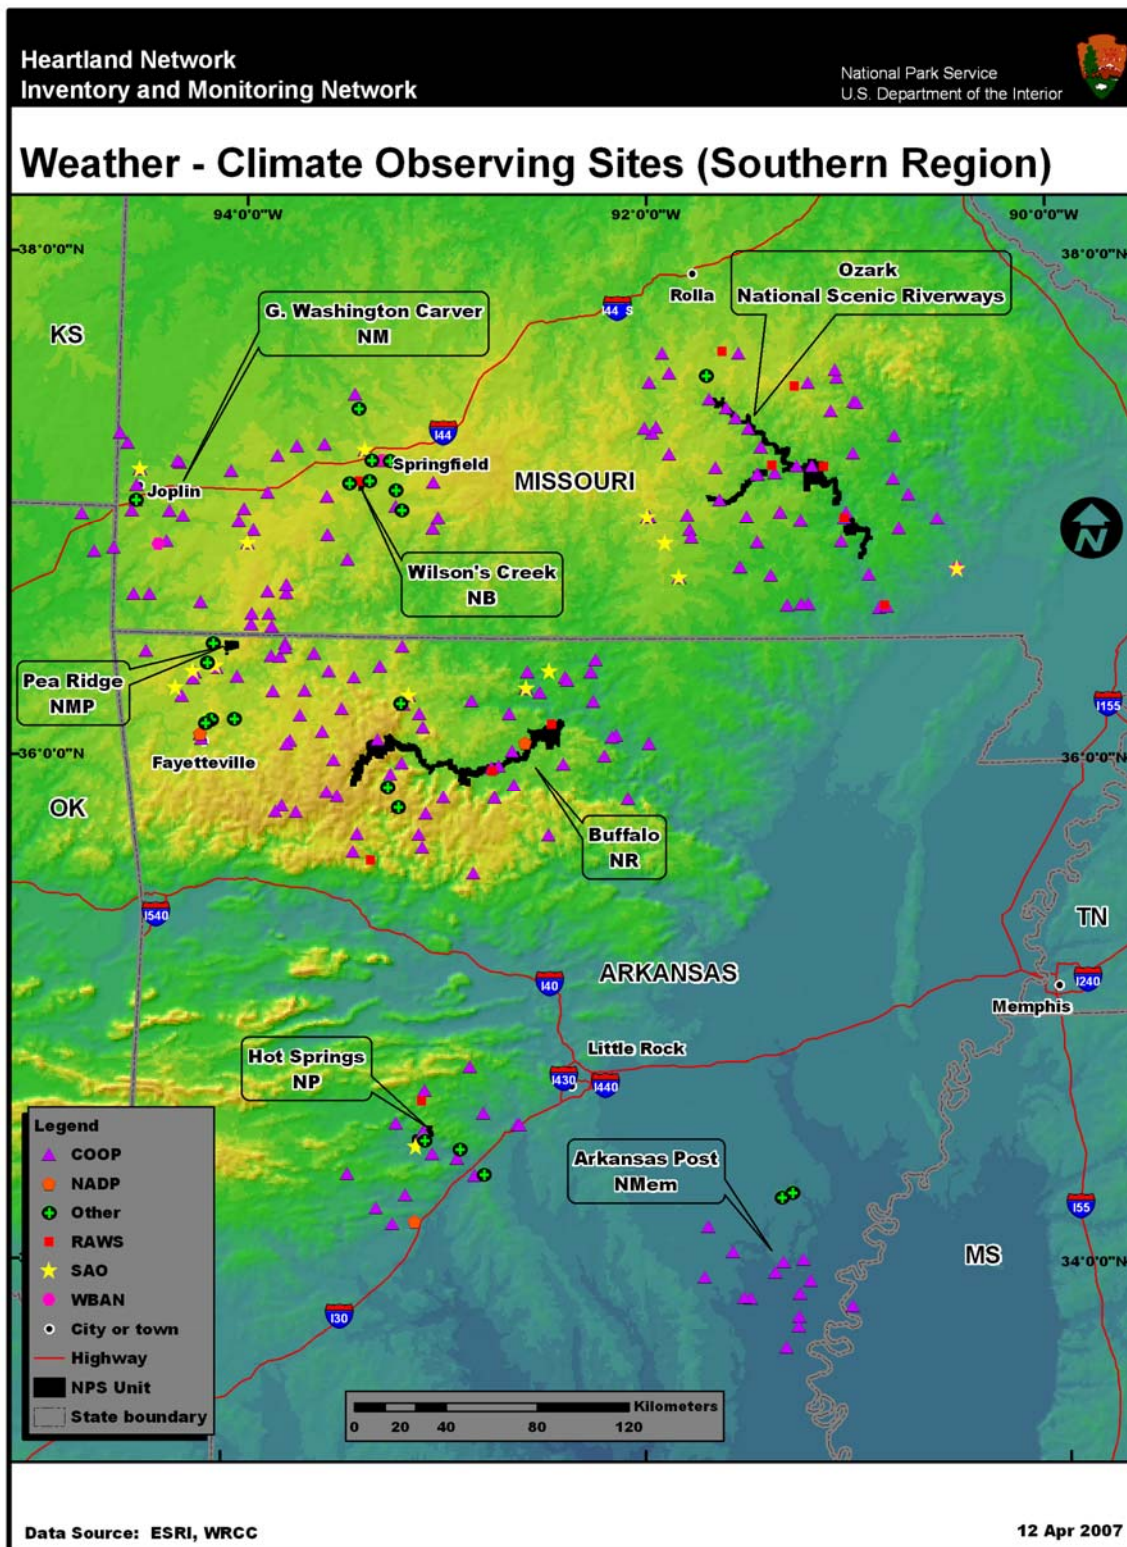 Heartland Network
Inventory and Monitoring Network
National Park Service
U.S. Department of the Interior
Weather - Climate Observing Sites (Southern Region)
94°0'0"W
92°0'0"W
90°0'0"W
38°0'0"N
38°0'0"N
Ozark
National Scenic Riverways
Rolla
I44 S
G. Washington Carver
NM
KS
I44
Springfield
MISSOURI
Joplin
N
Wilson's Creek
NB
Pea Ridge
NMP
I155
Fayetteville
36°0'0"N
36°0'0"N
OK
Buffalo
NR
I540
TN
ARKANSAS
I40
I240
Memphis
Hot Springs
NP
Little Rock
I430
I440
Arkansas Post
NMem
I55
MS
34°0'0"N
I30
Legend
COOP
NADP
Other
RAWS
SAO
WBAN
City or town
Highway
NPS Unit
State boundary
Kilometers
0 20 40 80 120
Data Source: ESRI, WRCC
12 Apr 2007